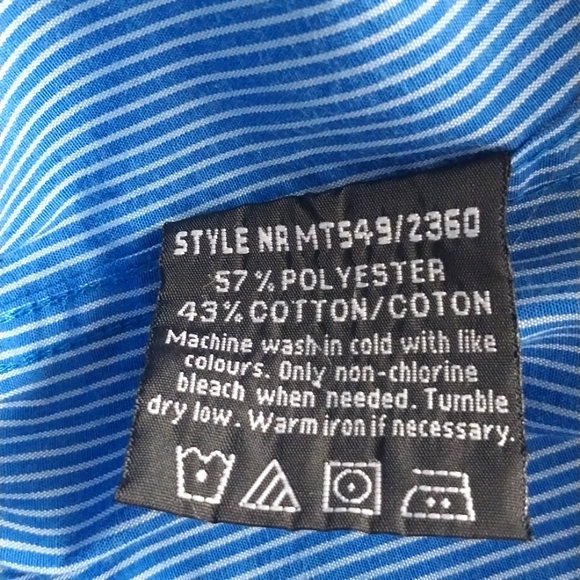 STYLE NR MT549/2360
57% POLYESTER
43% COTTON/COTON
Machine wash in cold with like
colours. Only non-chlorine
bleach when needed. Tumble
dry low. Warm iron if necessary.